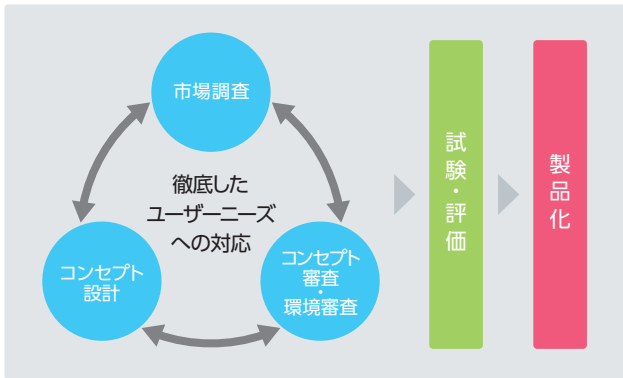 市場調査
徹底した
ユーザーニーズ
への対応
コンセプト
設計
コンセプト
審査
・
環境審査
試験・評価
製品化